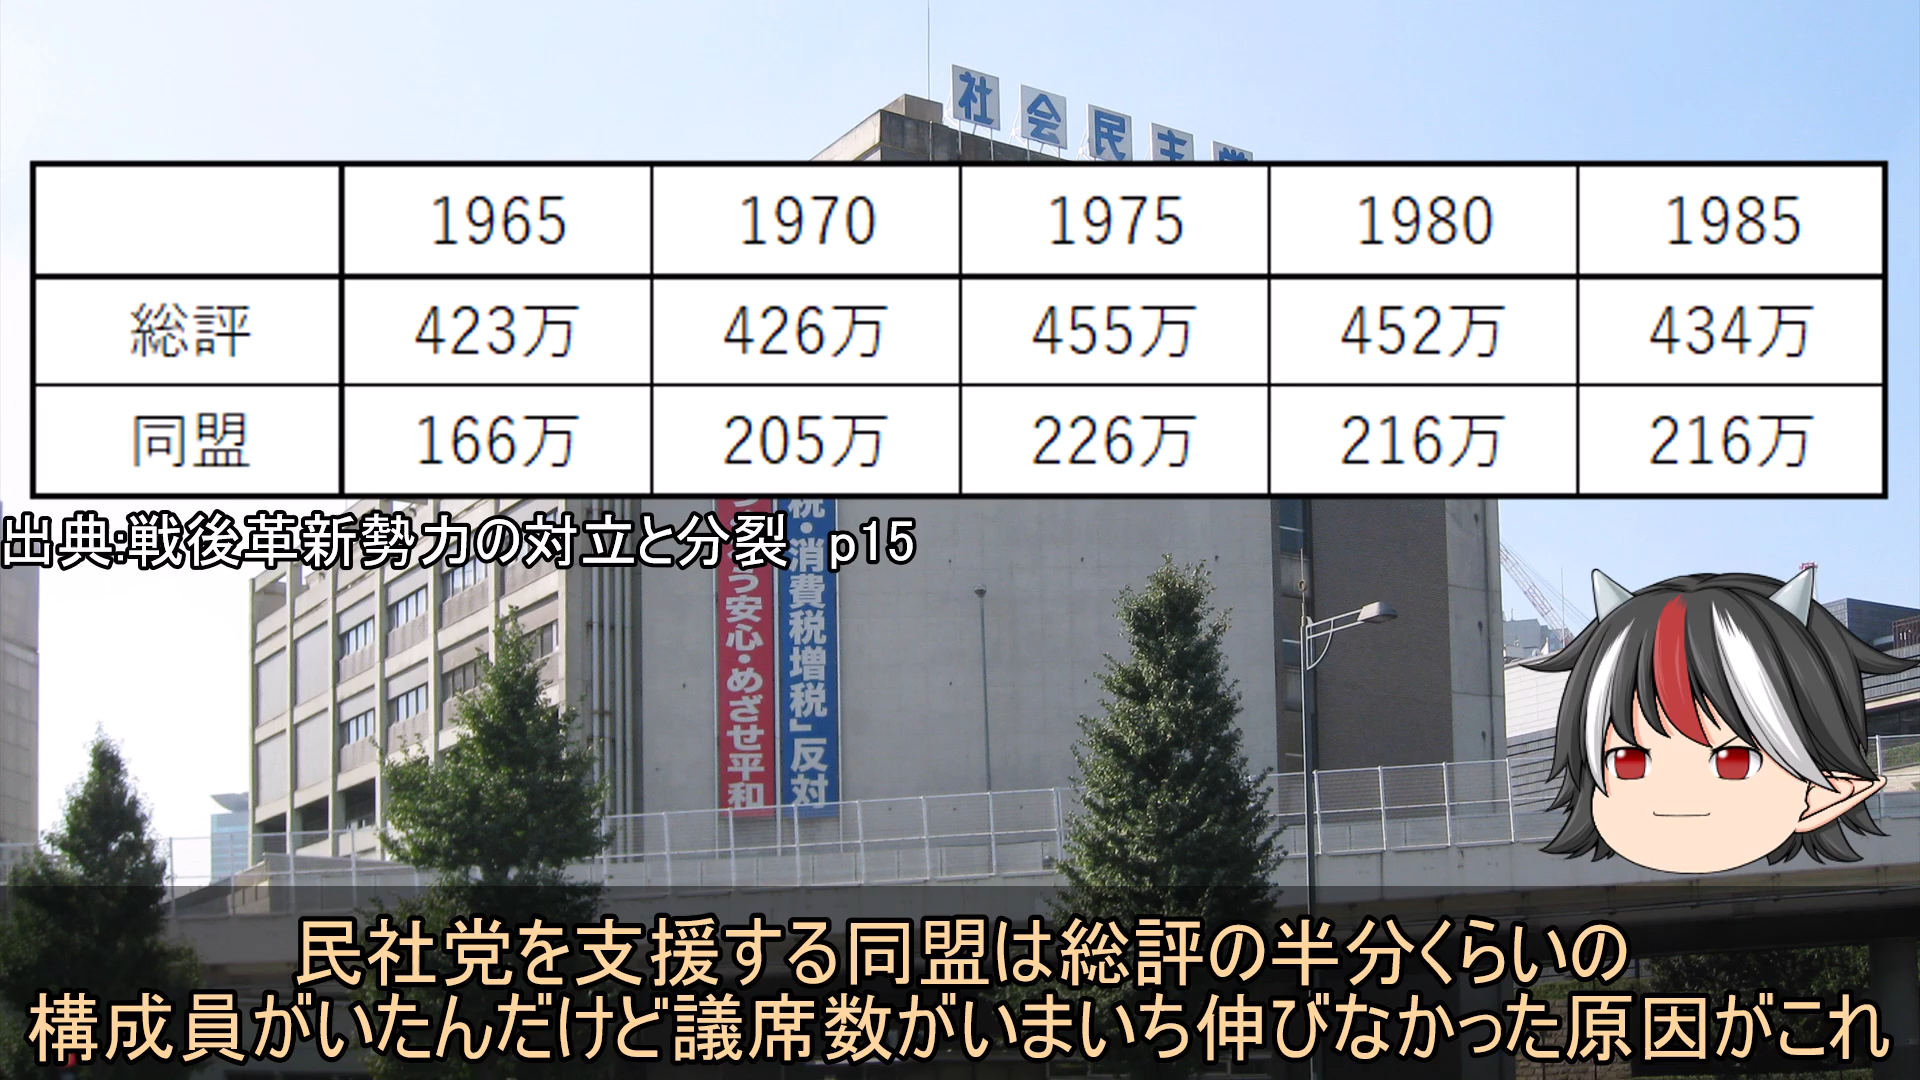 社会民主党
1965 1970 1975 1980 1985
総評 423万 426万 455万 452万 434万
同盟 166万 205万 226万 216万 216万
出典:戦後革新勢力の対立と分裂　p15
税・消費税増税」反対
う安心・めざせ平和
民社党を支援する同盟は総評の半分くらいの
構成員がいたんだけど議席数がいまいち伸びなかった原因がこれ